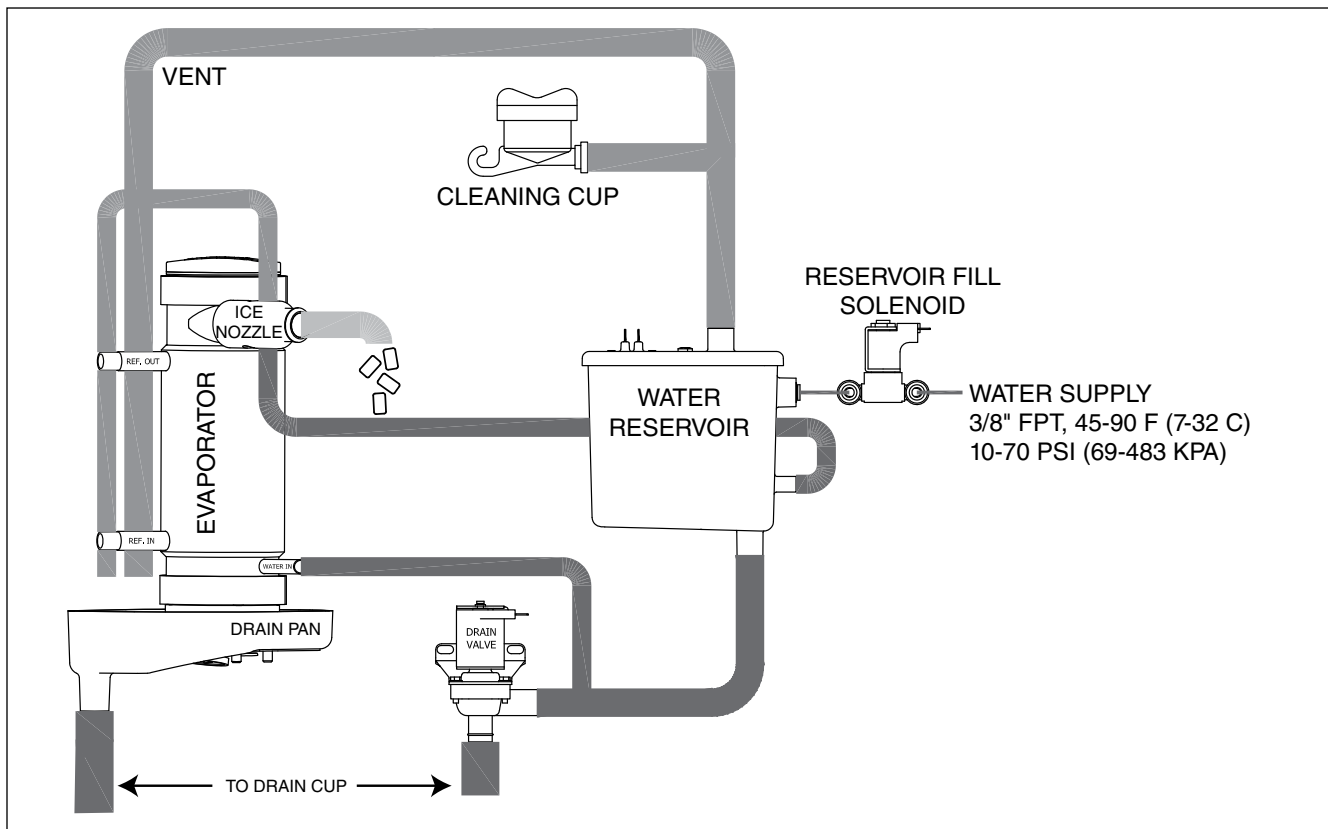 VENT
CLEANING CUP
RESERVOIR FILL
SOLENOID
ICE
NOZZLE
REF. OUT
EVAPORATOR
WATER
RESERVOIR
WATER SUPPLY
3/8" FPT, 45-90 F (7-32 C)
10-70 PSI (69-483 KPA)
REF. IN
WATER IN
DRAIN PAN
DRAIN
VALVE
TO DRAIN CUP